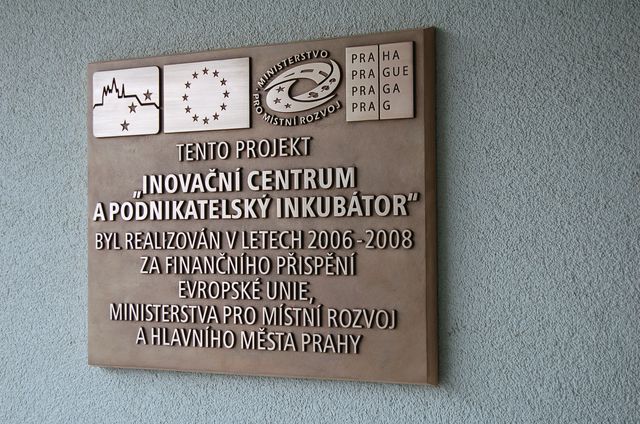 MINISTERSTVO
PRO MÍSTNÍ ROZVOJ
PRA HA
PRA GUE
PRA GA
PRA G
TENTO PROJEKT
„INOVAČNÍ CENTRUM
A PODNIKATELSKÝ INKUBÁTOR“
BYL REALIZOVÁN V LETECH 2006-2008
ZA FINANČNÍHO PŘISPĚNÍ
EVROPSKÉ UNIE,
MINISTERSTVA PRO MÍSTNÍ ROZVOJ
A HLAVNÍHO MĚSTA PRAHY